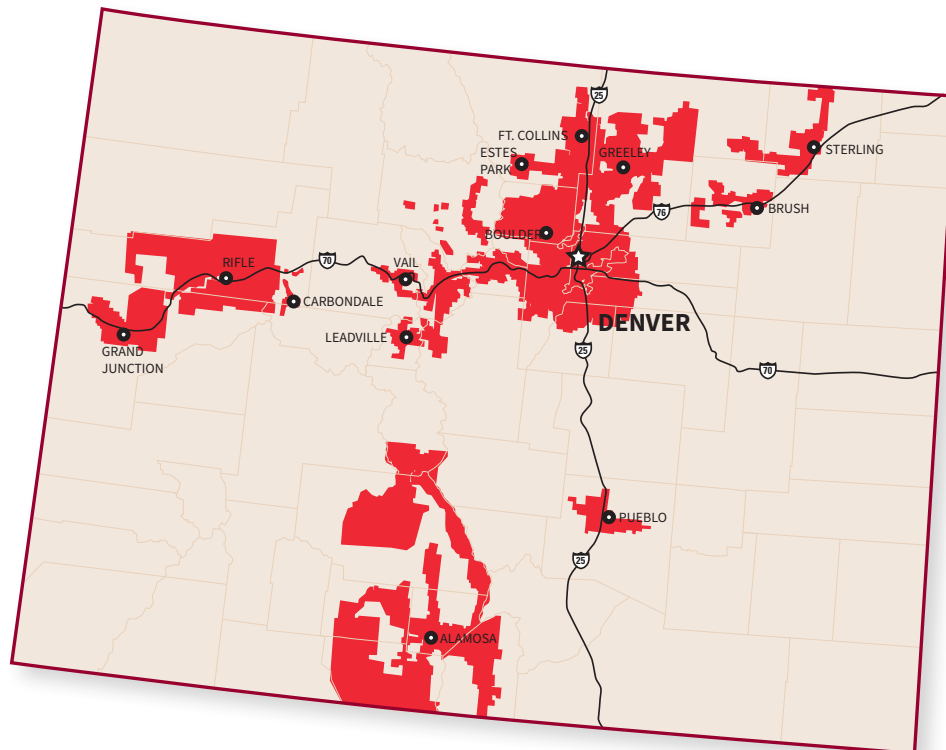 25
FT. COLLINS
ESTES
PARK
GREELEY
STERLING
76
BRUSH
BOULDER
RIFLE
70
VAIL
CARBONDALE
DENVER
LEADVILLE
GRAND
JUNCTION
25
70
PUEBLO
25
ALAMOSA